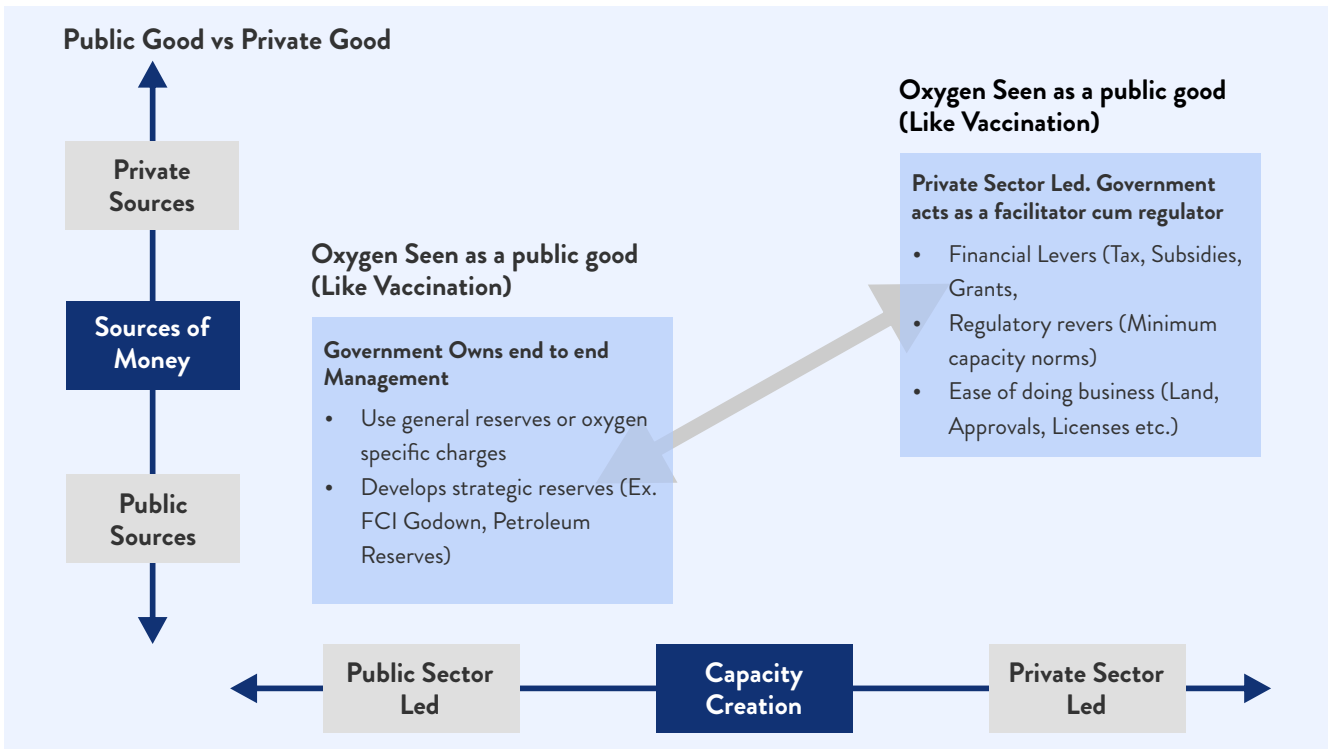 Public Good vs Private Good
Private
Sources
Sources of
Money
Public
Sources
Oxygen Seen as a public good
(Like Vaccination)
Government Owns end to end
Management
• Use general reserves or oxygen
specific charges
• Develops strategic reserves (Ex.
FCI Godown, Petroleum
Reserves)
Oxygen Seen as a public good
(Like Vaccination)
Private Sector Led. Government
acts as a facilitator cum regulator
• Financial Levers (Tax, Subsidies,
Grants,
• Regulatory revers (Minimum
capacity norms)
• Ease of doing business (Land,
Approvals, Licenses etc.)
Public Sector
Led
Capacity
Creation
Private Sector
Led